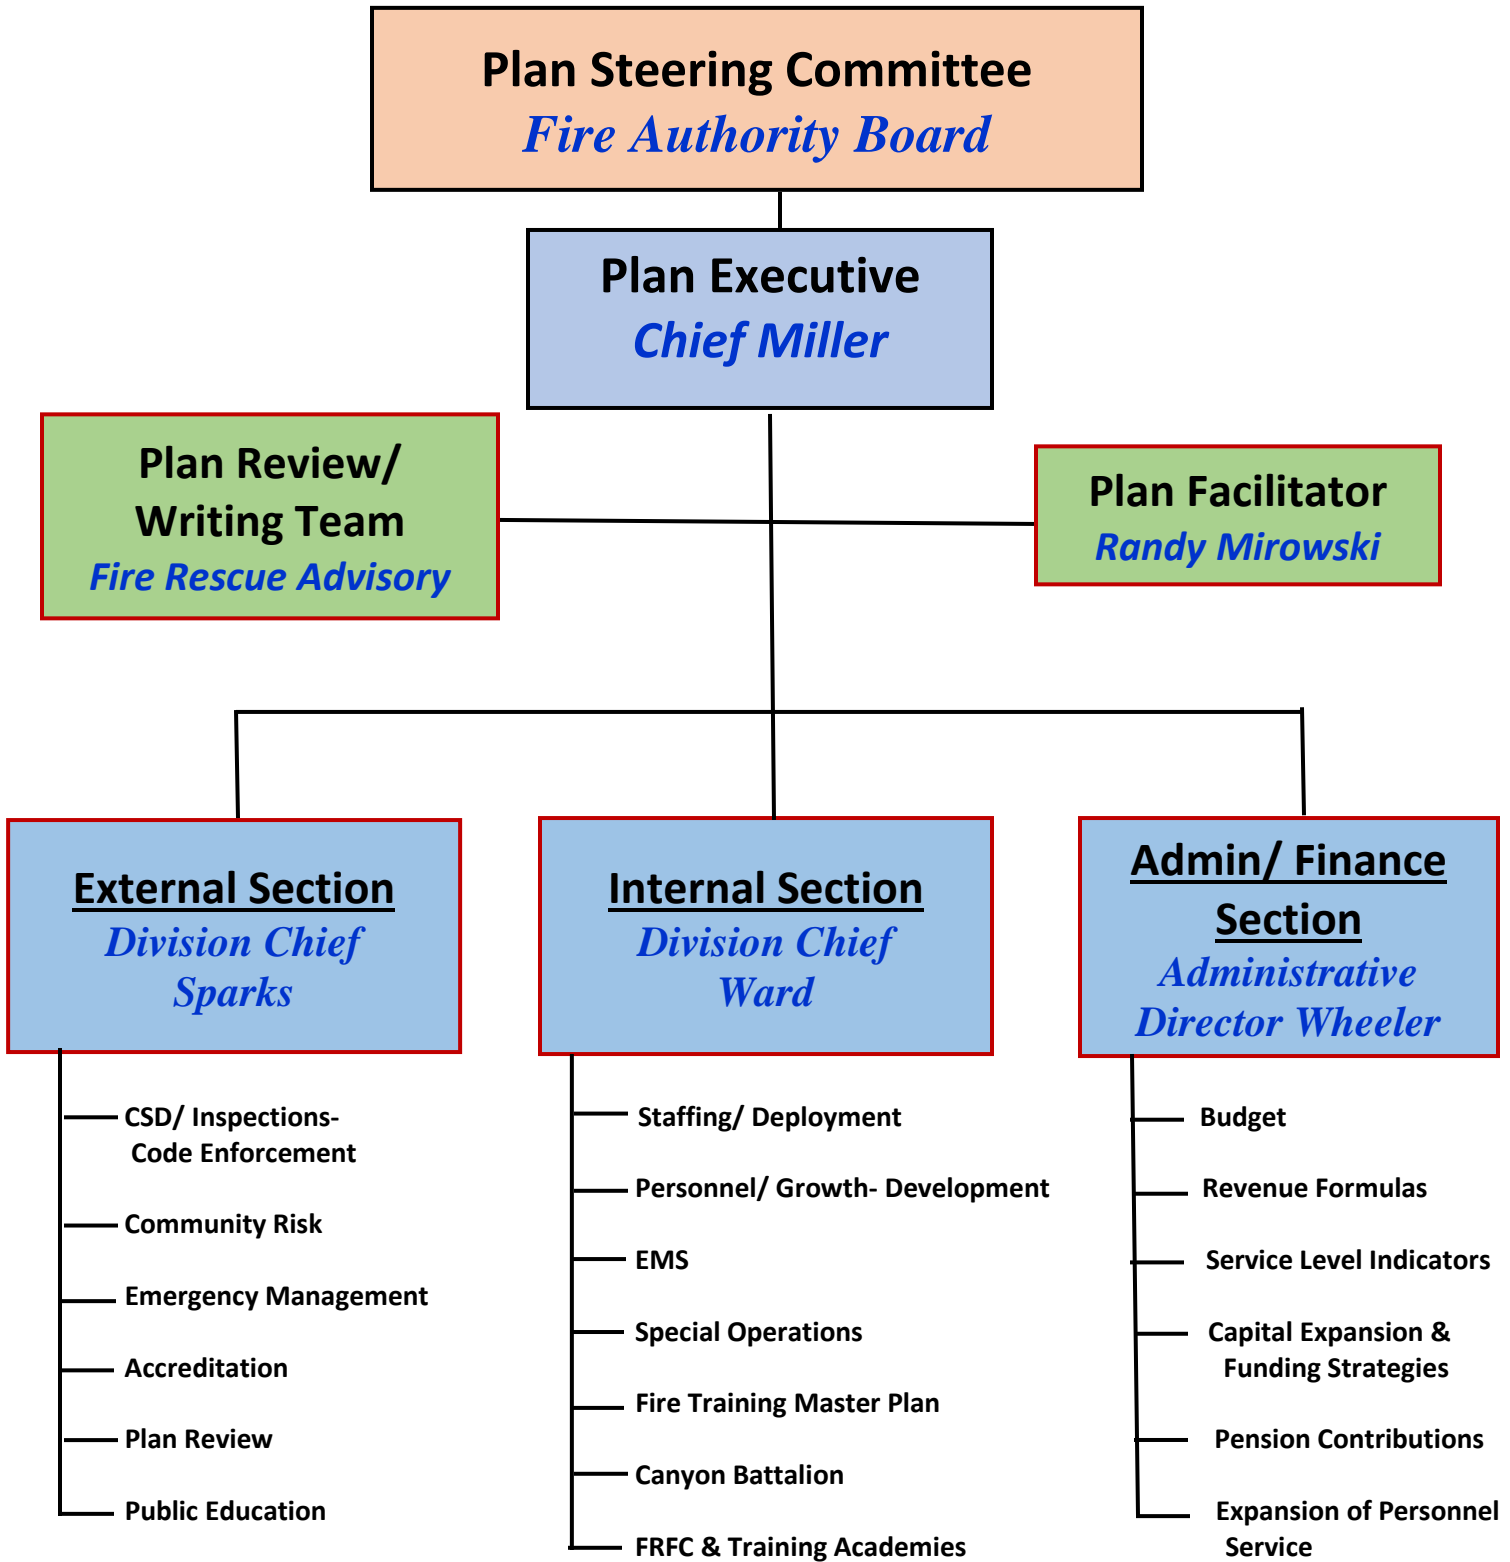 Plan Steering Committee
Fire Authority Board
Plan Executive
Chief Miller
Plan Review/
Writing Team
Fire Rescue Advisory
Plan Facilitator
Randy Mirowski
External Section
Division Chief
Sparks
CSD/ Inspections-
Code Enforcement
Community Risk
Emergency Management
Accreditation
Plan Review
Public Education
Internal Section
Division Chief
Ward
Staffing/ Deployment
Personnel/ Growth- Development
EMS
Special Operations
Fire Training Master Plan
Canyon Battalion
FRFC & Training Academies
Admin/ Finance
Section
Administrative
Director Wheeler
Budget
Revenue Formulas
Service Level Indicators
Capital Expansion &
Funding Strategies
Pension Contributions
Expansion of Personnel
Service